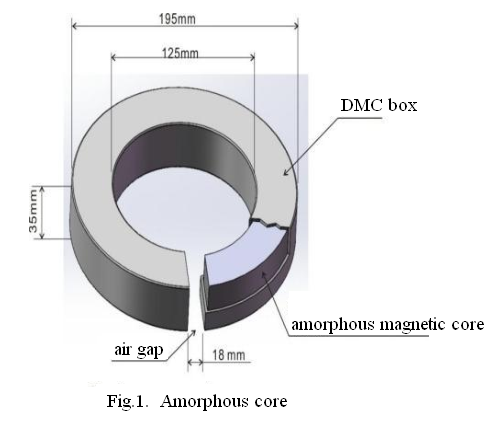 195mm
125mm
DMC box
35mm
amorphous magnetic core
air gap
18 mm
Fig.1. Amorphous core